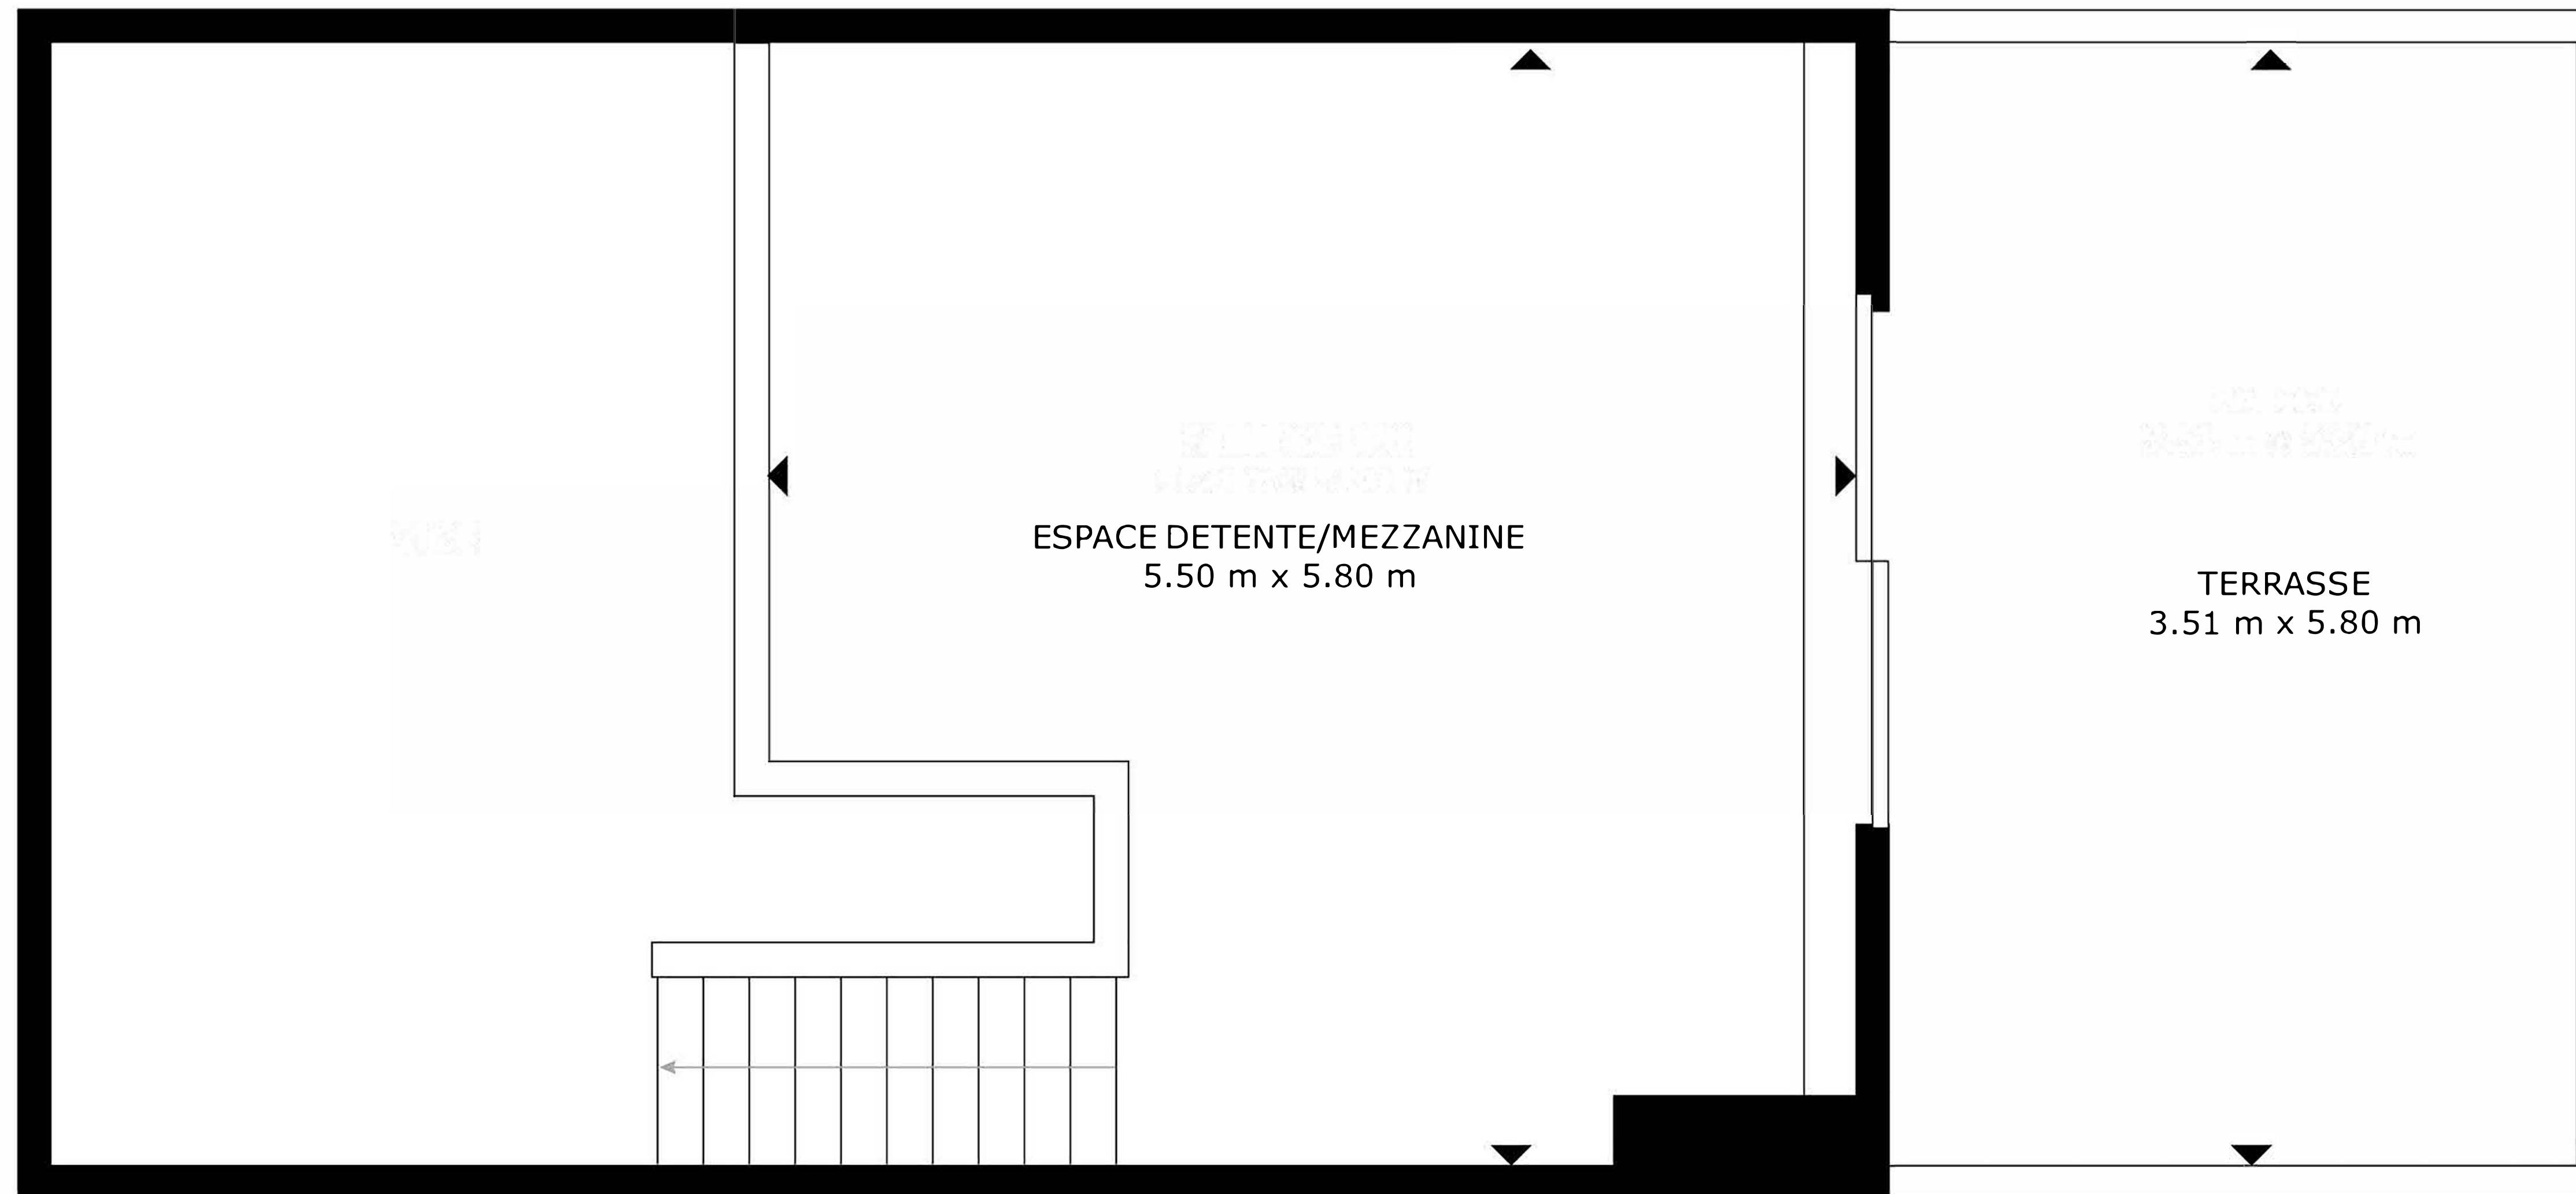 ESPACE DETENTE/MEZZANINE
5.50 m x 5.80 m
TERRASSE
3.51 m x 5.80 m